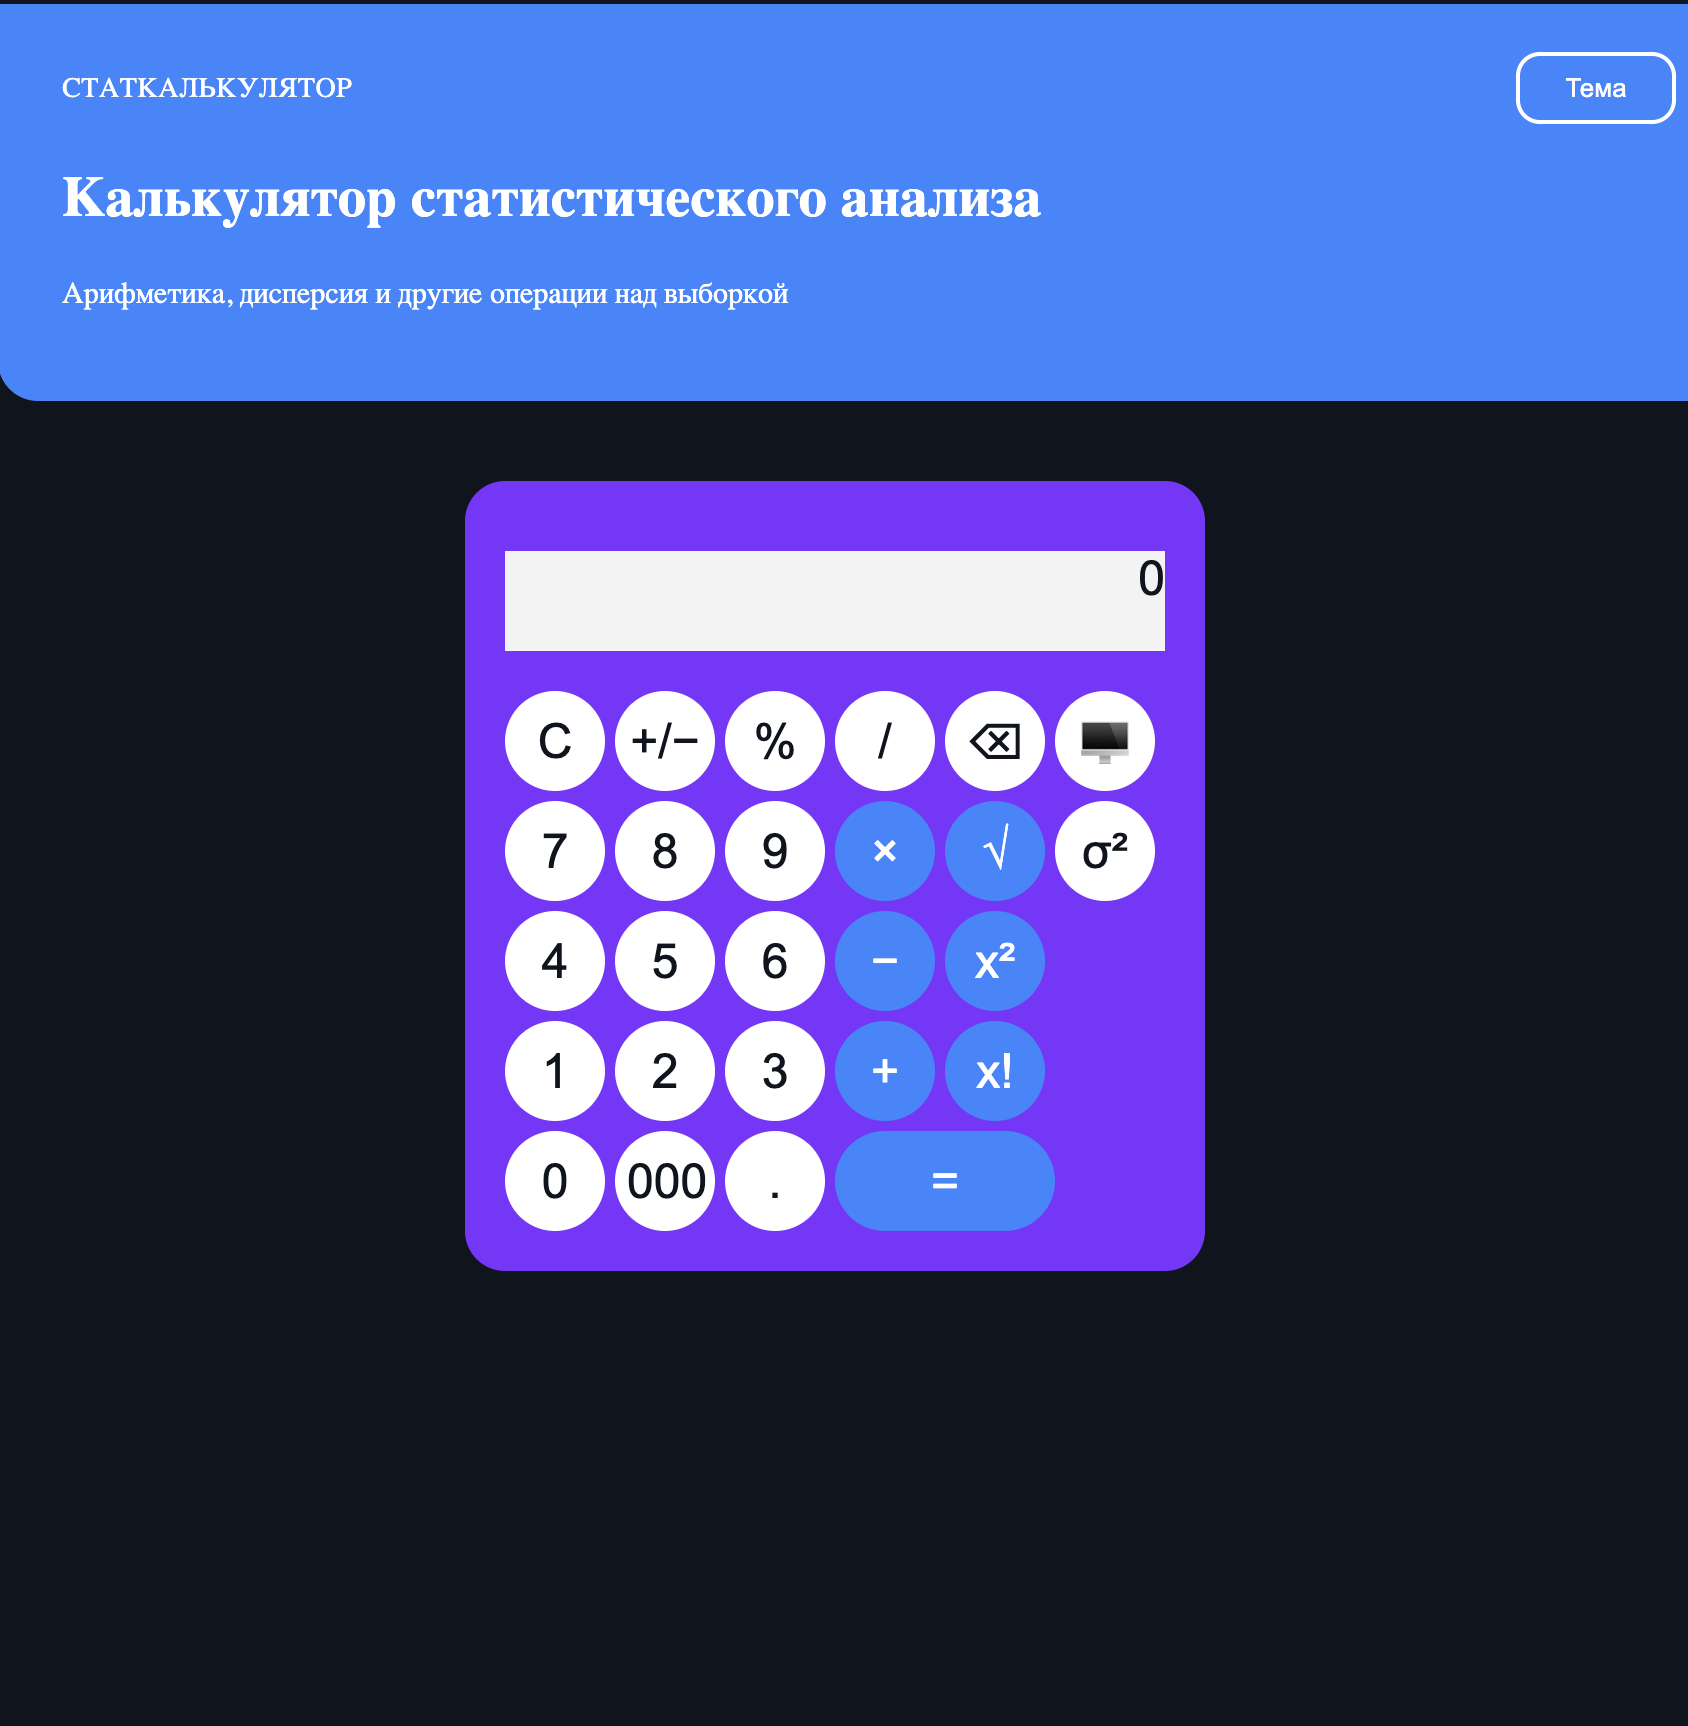 СТАТКАЛЬКУЛЯТОР
Тема
Калькулятор статистического анализа
Арифметика, дисперсия и другие операции над выборкой
0
C +/− % / ⌫
7 8 9 × √ σ²
4 5 6 − x²
1 2 3 + x!
0 000 . =